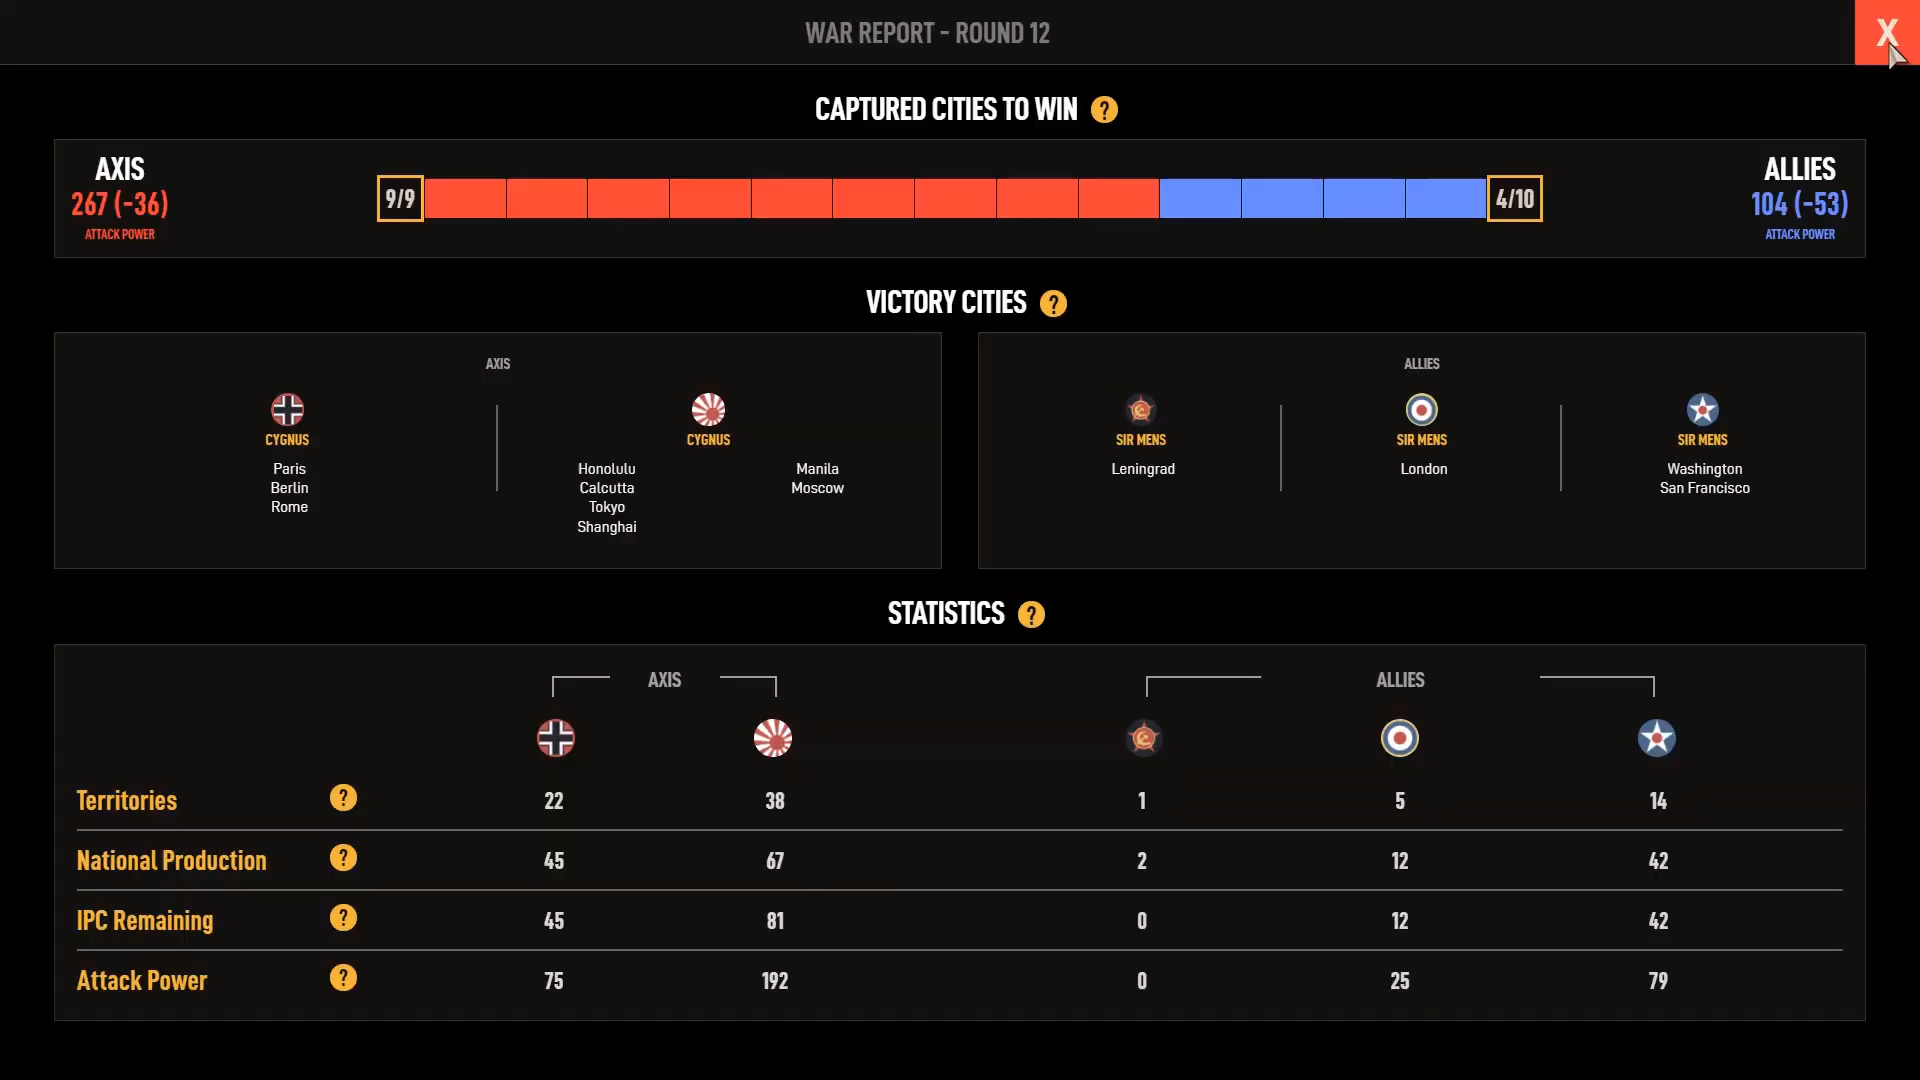 WAR REPORT - ROUND 12
X
CAPTURED CITIES TO WIN ?
AXIS
267 (-36)
ATTACK POWER
9/9
4/10
ALLIES
104 (-53)
ATTACK POWER
VICTORY CITIES ?
AXIS
CYGNUS
Paris
Berlin
Rome
CYGNUS
Honolulu
Calcutta
Tokyo
Shanghai
Manila
Moscow
ALLIES
SIR MENS
Leningrad
SIR MENS
London
SIR MENS
Washington
San Francisco
STATISTICS ?
AXIS ALLIES
Territories ? 22 38 1 5 14
National Production ? 45 67 2 12 42
IPC Remaining ? 45 81 0 12 42
Attack Power ? 75 192 0 25 79